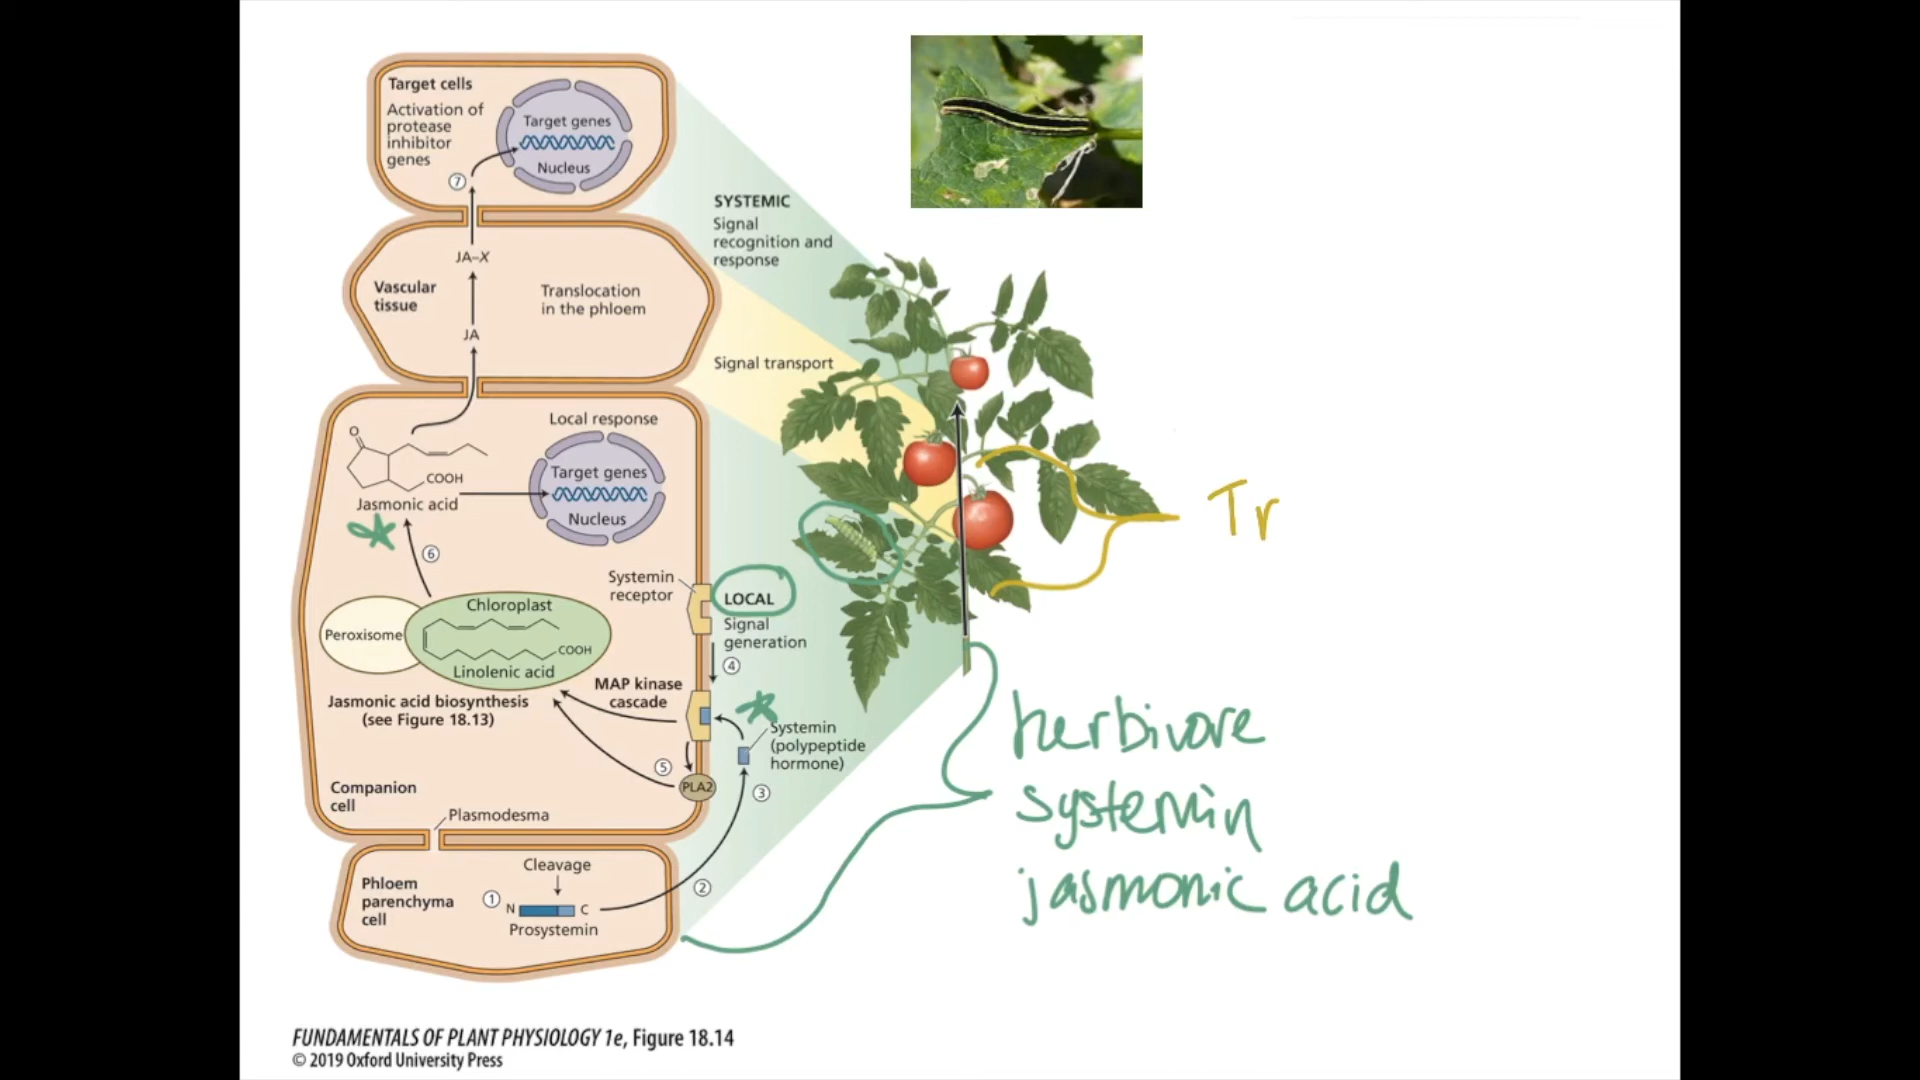 Target cells
Activation of
protease
inhibitor
genes
Target genes
Nucleus
7
JA–X
Vascular
tissue
Translocation
in the phloem
JA
SYSTEMIC
Signal
recognition and
response
Signal transport
Local response
Target genes
Nucleus
O
COOH
Jasmonic acid
6
Systemin
receptor
LOCAL
Signal
generation
4
Peroxisome
Chloroplast
COOH
Linolenic acid
Jasmonic acid biosynthesis
(see Figure 18.13)
MAP kinase
cascade
Systemin
(polypeptide
hormone)
5
PLA2
3
Companion
cell
Plasmodesma
Phloem
parenchyma
cell
Cleavage
1
N
C
Prosystemin
2
Tr
herbivore
systemin
jasmonic acid
FUNDAMENTALS OF PLANT PHYSIOLOGY 1e, Figure 18.14
© 2019 Oxford University Press